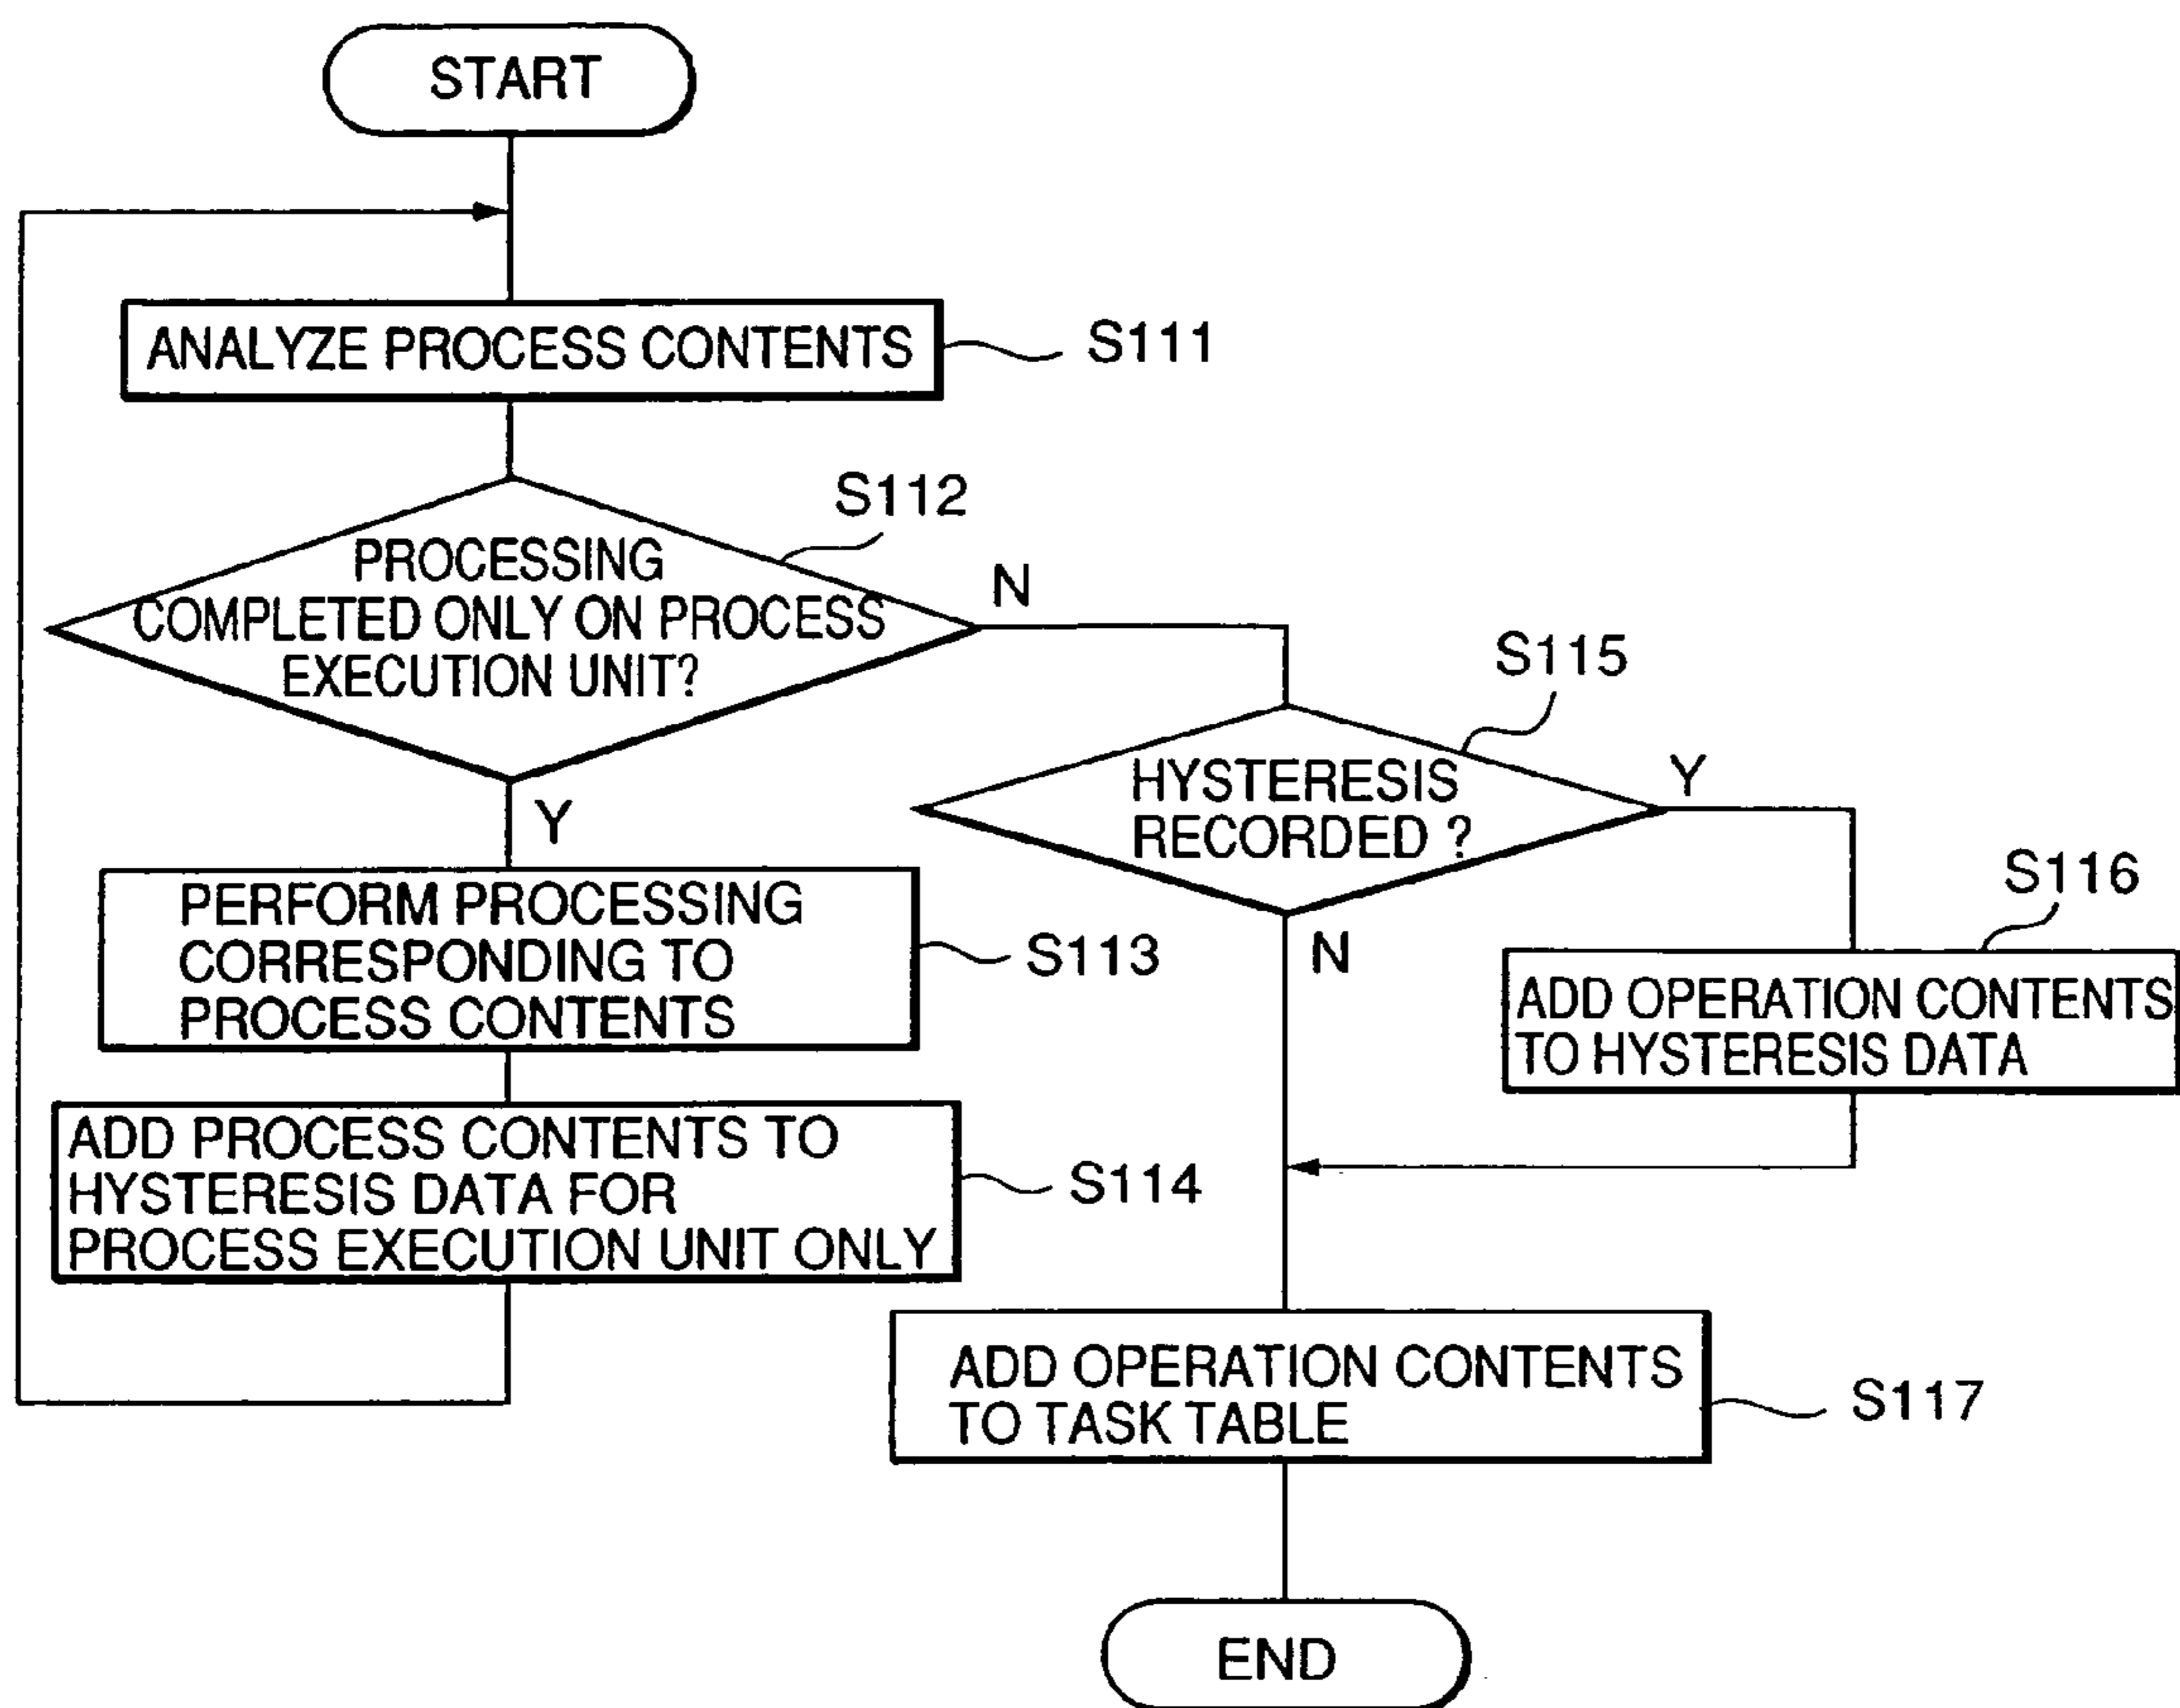 START
ANALYZE PROCESS CONTENTS
S111
S112
PROCESSING
COMPLETED ONLY ON PROCESS
EXECUTION UNIT?
N
Y
S115
HYSTERESIS
RECORDED ?
Y
N
PERFORM PROCESSING
CORRESPONDING TO
PROCESS CONTENTS
S113
S116
ADD OPERATION CONTENTS
TO HYSTERESIS DATA
ADD PROCESS CONTENTS TO
HYSTERESIS DATA FOR
PROCESS EXECUTION UNIT ONLY
S114
ADD OPERATION CONTENTS
TO TASK TABLE
S117
END